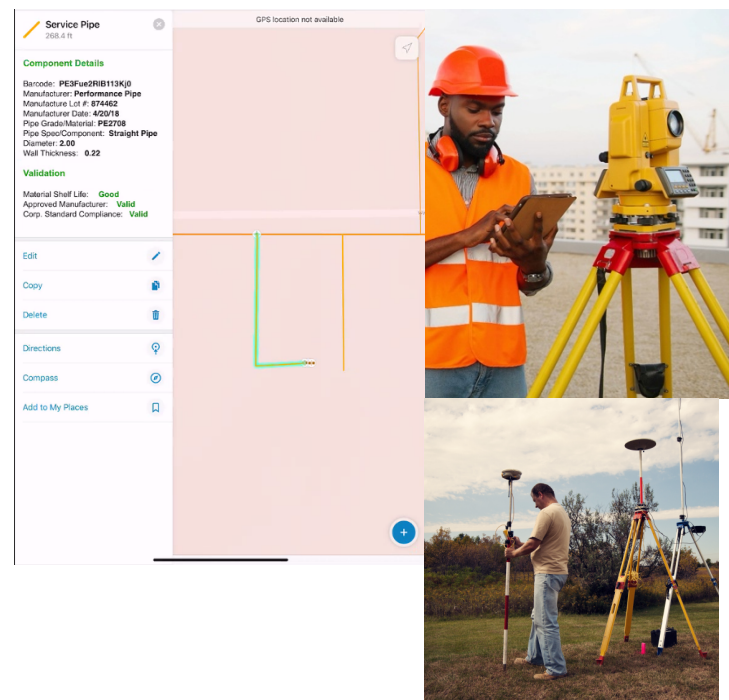 Service Pipe
268.4 ft
GPS location not available
Component Details
Barcode: PE3Fue2RIB113Kj0
Manufacturer: Performance Pipe
Manufacture Lot #: 874462
Manufacturer Date: 4/20/18
Pipe Grade/Material: PE2708
Pipe Spec/Component: Straight Pipe
Diameter: 2.00
Wall Thickness: 0.22
Validation
Material Shelf Life: Good
Approved Manufacturer: Valid
Corp. Standard Compliance: Valid
Edit
Copy
Delete
Directions
Compass
Add to My Places